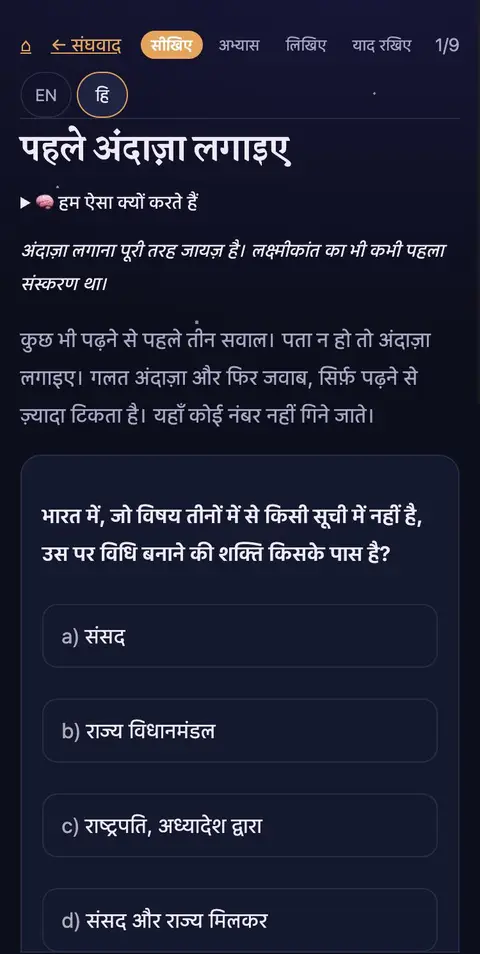 ⌂ ← संघवाद सीखिए अभ्यास लिखिए याद रखिए 1/9
EN हि
पहले अंदाज़ा लगाइए
▶ 🧠 हम ऐसा क्यों करते हैं
अंदाज़ा लगाना पूरी तरह जायज़ है। लक्ष्मीकांत का भी कभी पहला
संस्करण था।
कुछ भी पढ़ने से पहले तीन सवाल। पता न हो तो अंदाज़ा
लगाइए। गलत अंदाज़ा और फिर जवाब, सिर्फ़ पढ़ने से
ज़्यादा टिकता है। यहाँ कोई नंबर नहीं गिने जाते।
भारत में, जो विषय तीनों में से किसी सूची में नहीं है,
उस पर विधि बनाने की शक्ति किसके पास है?
a) संसद
b) राज्य विधानमंडल
c) राष्ट्रपति, अध्यादेश द्वारा
d) संसद और राज्य मिलकर